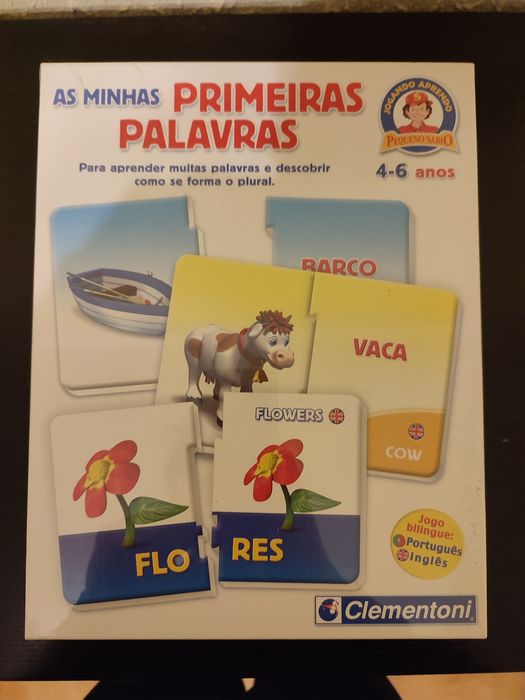 AS MINHAS PRIMEIRAS
PALAVRAS
Para aprender muitas palavras e descobrir
como se forma o plural.
JOGANDO APRENDO
S
PEQUENO SÁBIO
4-6 anos
BARCO
VACA
COW
FLOWERS
FLO RES
Jogo
bilingue:
Português
Inglês
Clementoni